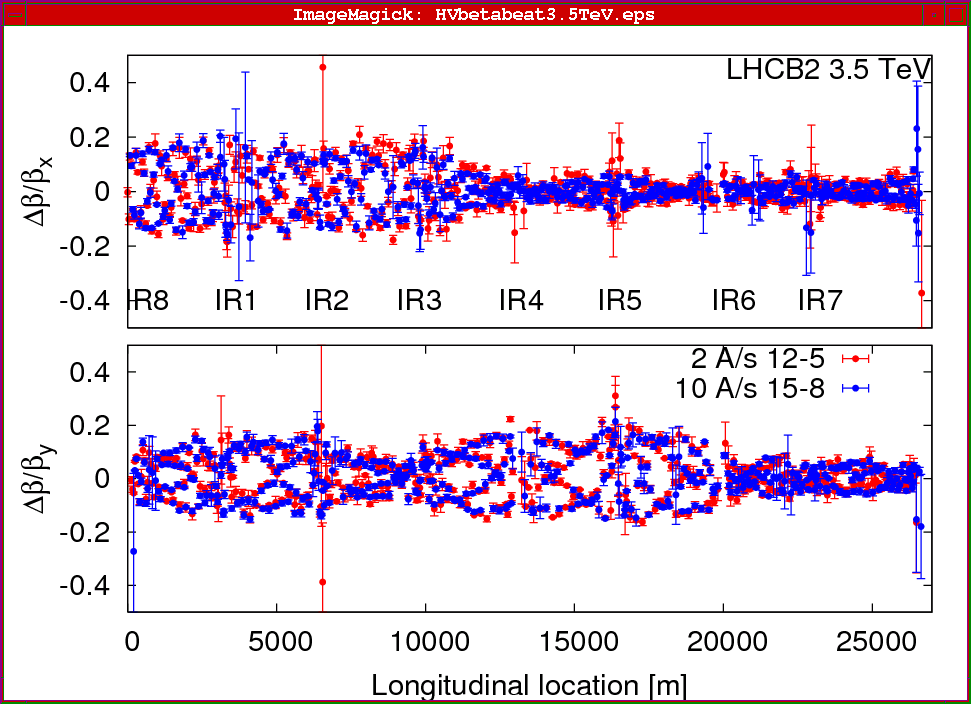 ImageMagick: HVbetabeat3.5TeV.eps
LHCB2 3.5 TeV
0.4
0.2
0
-0.2
-0.4
Δβ/βx
IR8 IR1 IR2 IR3 IR4 IR5 IR6 IR7
2 A/s 12-5
10 A/s 15-8
0.4
0.2
0
-0.2
-0.4
Δβ/βy
0 5000 10000 15000 20000 25000
Longitudinal location [m]